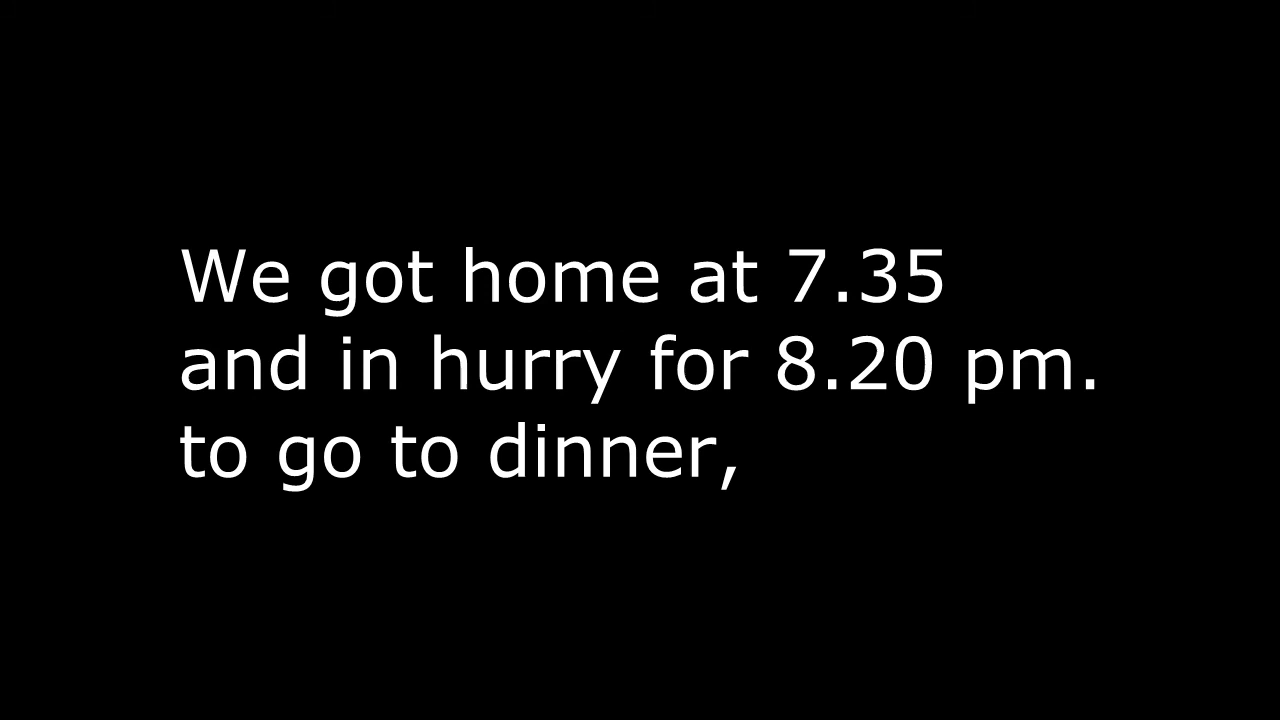 We got home at 7.35
and in hurry for 8.20 pm.
to go to dinner,